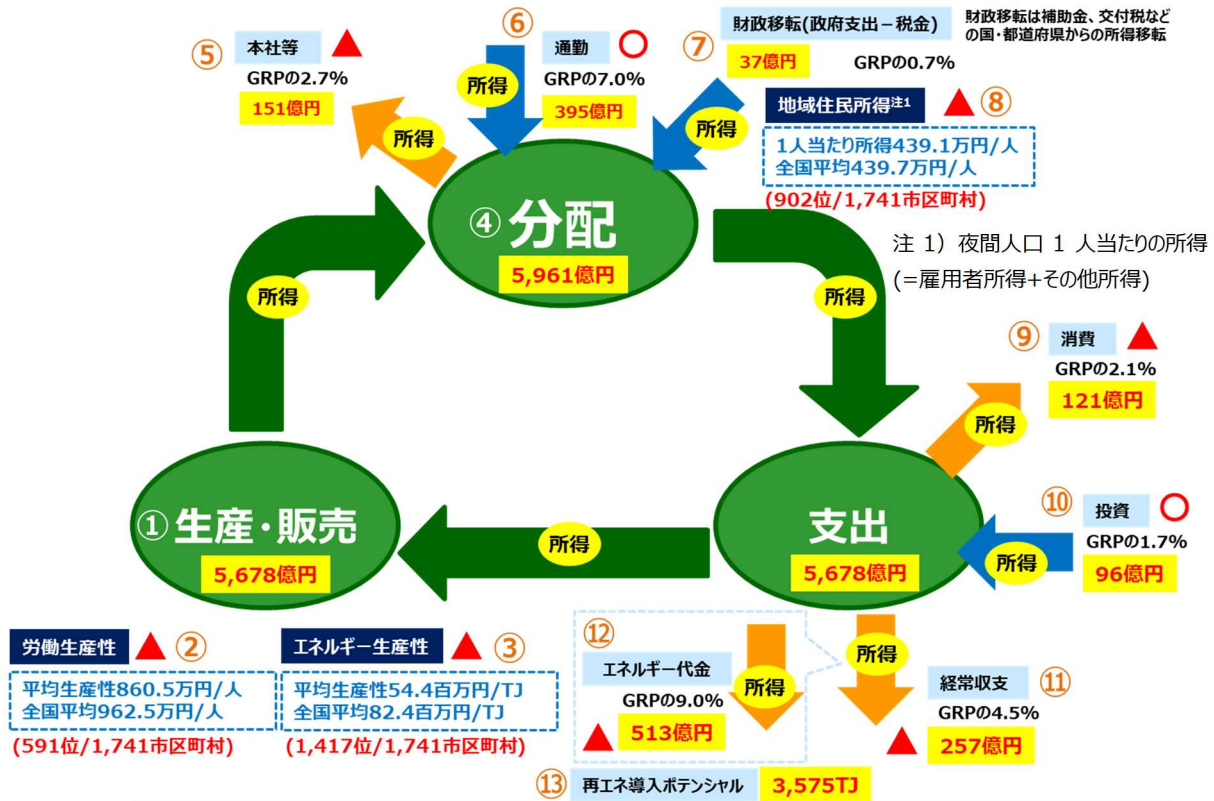 ⑤ 本社等 ▲
GRPの2.7%
151億円
所得
⑥ 通勤 ○
GRPの7.0%
395億円
所得
⑦ 財政移転(政府支出－税金)
37億円 GRPの0.7%
財政移転は補助金、交付税など
の国・都道府県からの所得移転
所得
地域住民所得注1 ▲ ⑧
1人当たり所得439.1万円/人
全国平均439.7万円/人
(902位/1,741市区町村)
④ 分配
5,961億円
注 1) 夜間人口 1 人当たりの所得
(=雇用者所得+その他所得)
所得
所得
⑨ 消費 ▲
GRPの2.1%
121億円
所得
① 生産・販売
5,678億円
所得
支出
5,678億円
⑩ 投資 ○
GRPの1.7%
96億円
所得
労働生産性 ▲ ②
平均生産性860.5万円/人
全国平均962.5万円/人
(591位/1,741市区町村)
エネルギー生産性 ▲ ③
平均生産性54.4百万円/TJ
全国平均82.4百万円/TJ
(1,417位/1,741市区町村)
⑫
エネルギー代金
GRPの9.0%
▲ 513億円
所得
所得
経常収支 ⑪
GRPの4.5%
▲ 257億円
⑬ 再エネ導入ポテンシャル 3,575TJ